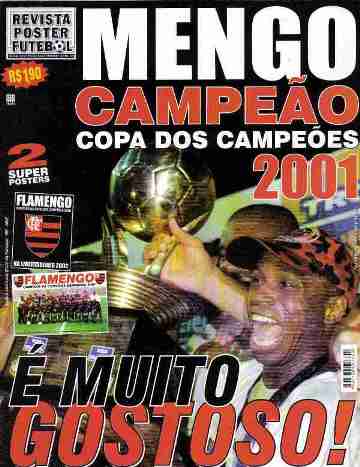 REVISTA
POSTER
FUTEBOL
R$1,90
MENGO
CAMPEÃO
COPA DOS CAMPEÕES
2001
2
SUPER
POSTERS
FLAMENGO
FLAMENGO
É MUITO
GOSTOSO!